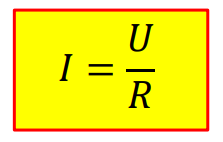 I = U/R